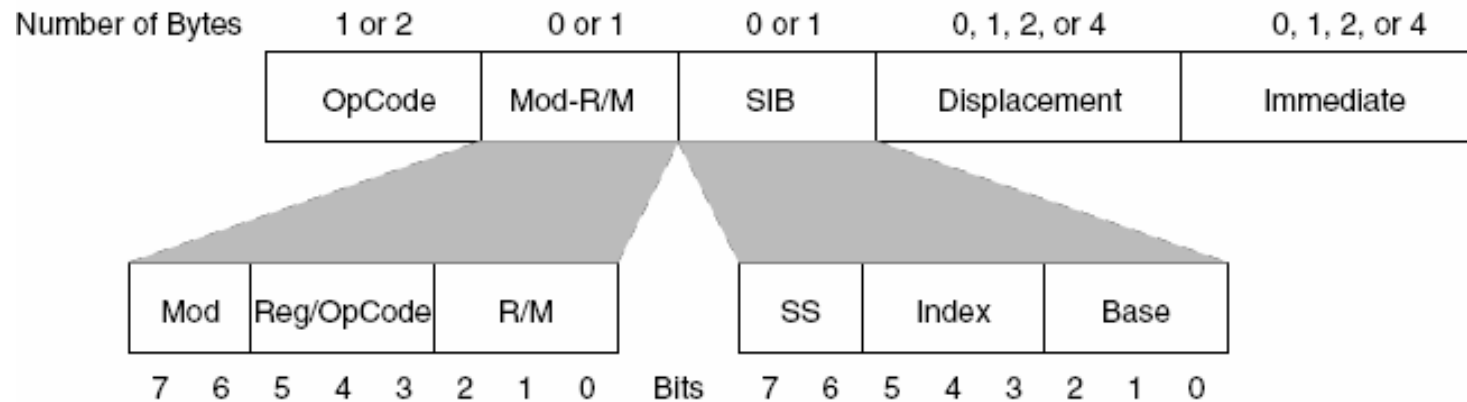 Number of Bytes 1 or 2 0 or 1 0 or 1 0, 1, 2, or 4 0, 1, 2, or 4
OpCode Mod-R/M SIB Displacement Immediate
Mod Reg/OpCode R/M SS Index Base
7 6 5 4 3 2 1 0 Bits 7 6 5 4 3 2 1 0